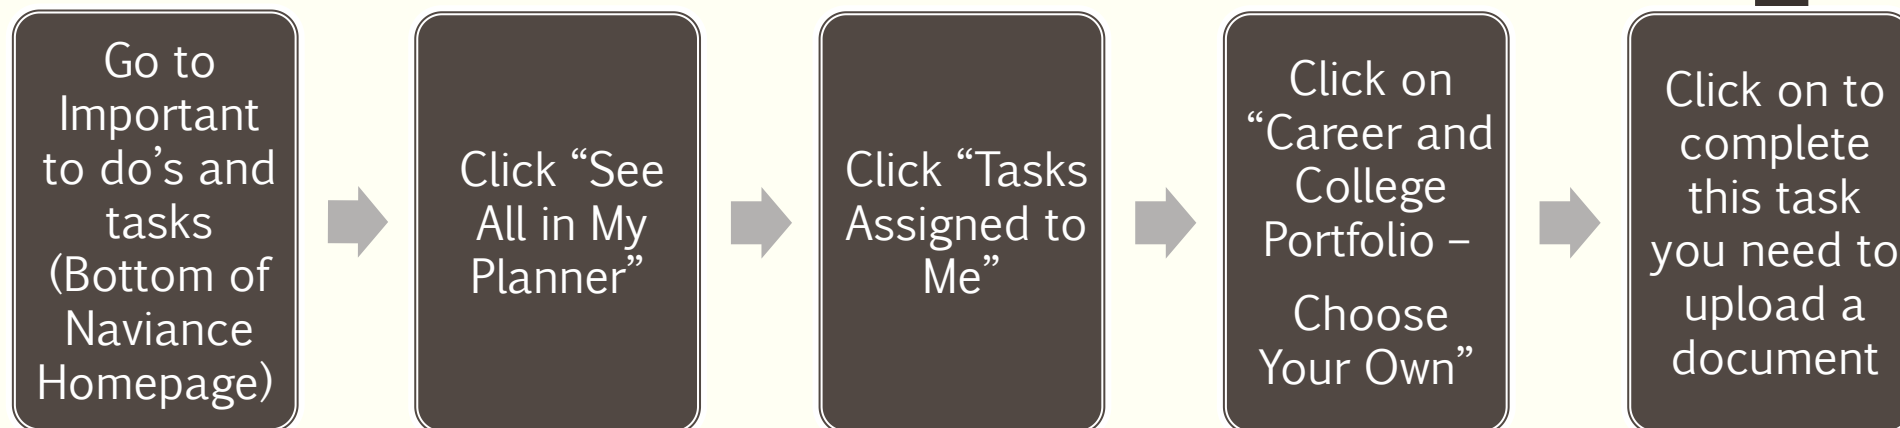 Go to
Important
to do’s and
tasks
(Bottom of
Naviance
Homepage)
Click “See
All in My
Planner”
Click “Tasks
Assigned to
Me”
Click on
“Career and
College
Portfolio –
Choose
Your Own”
Click on to
complete
this task
you need to
upload a
document